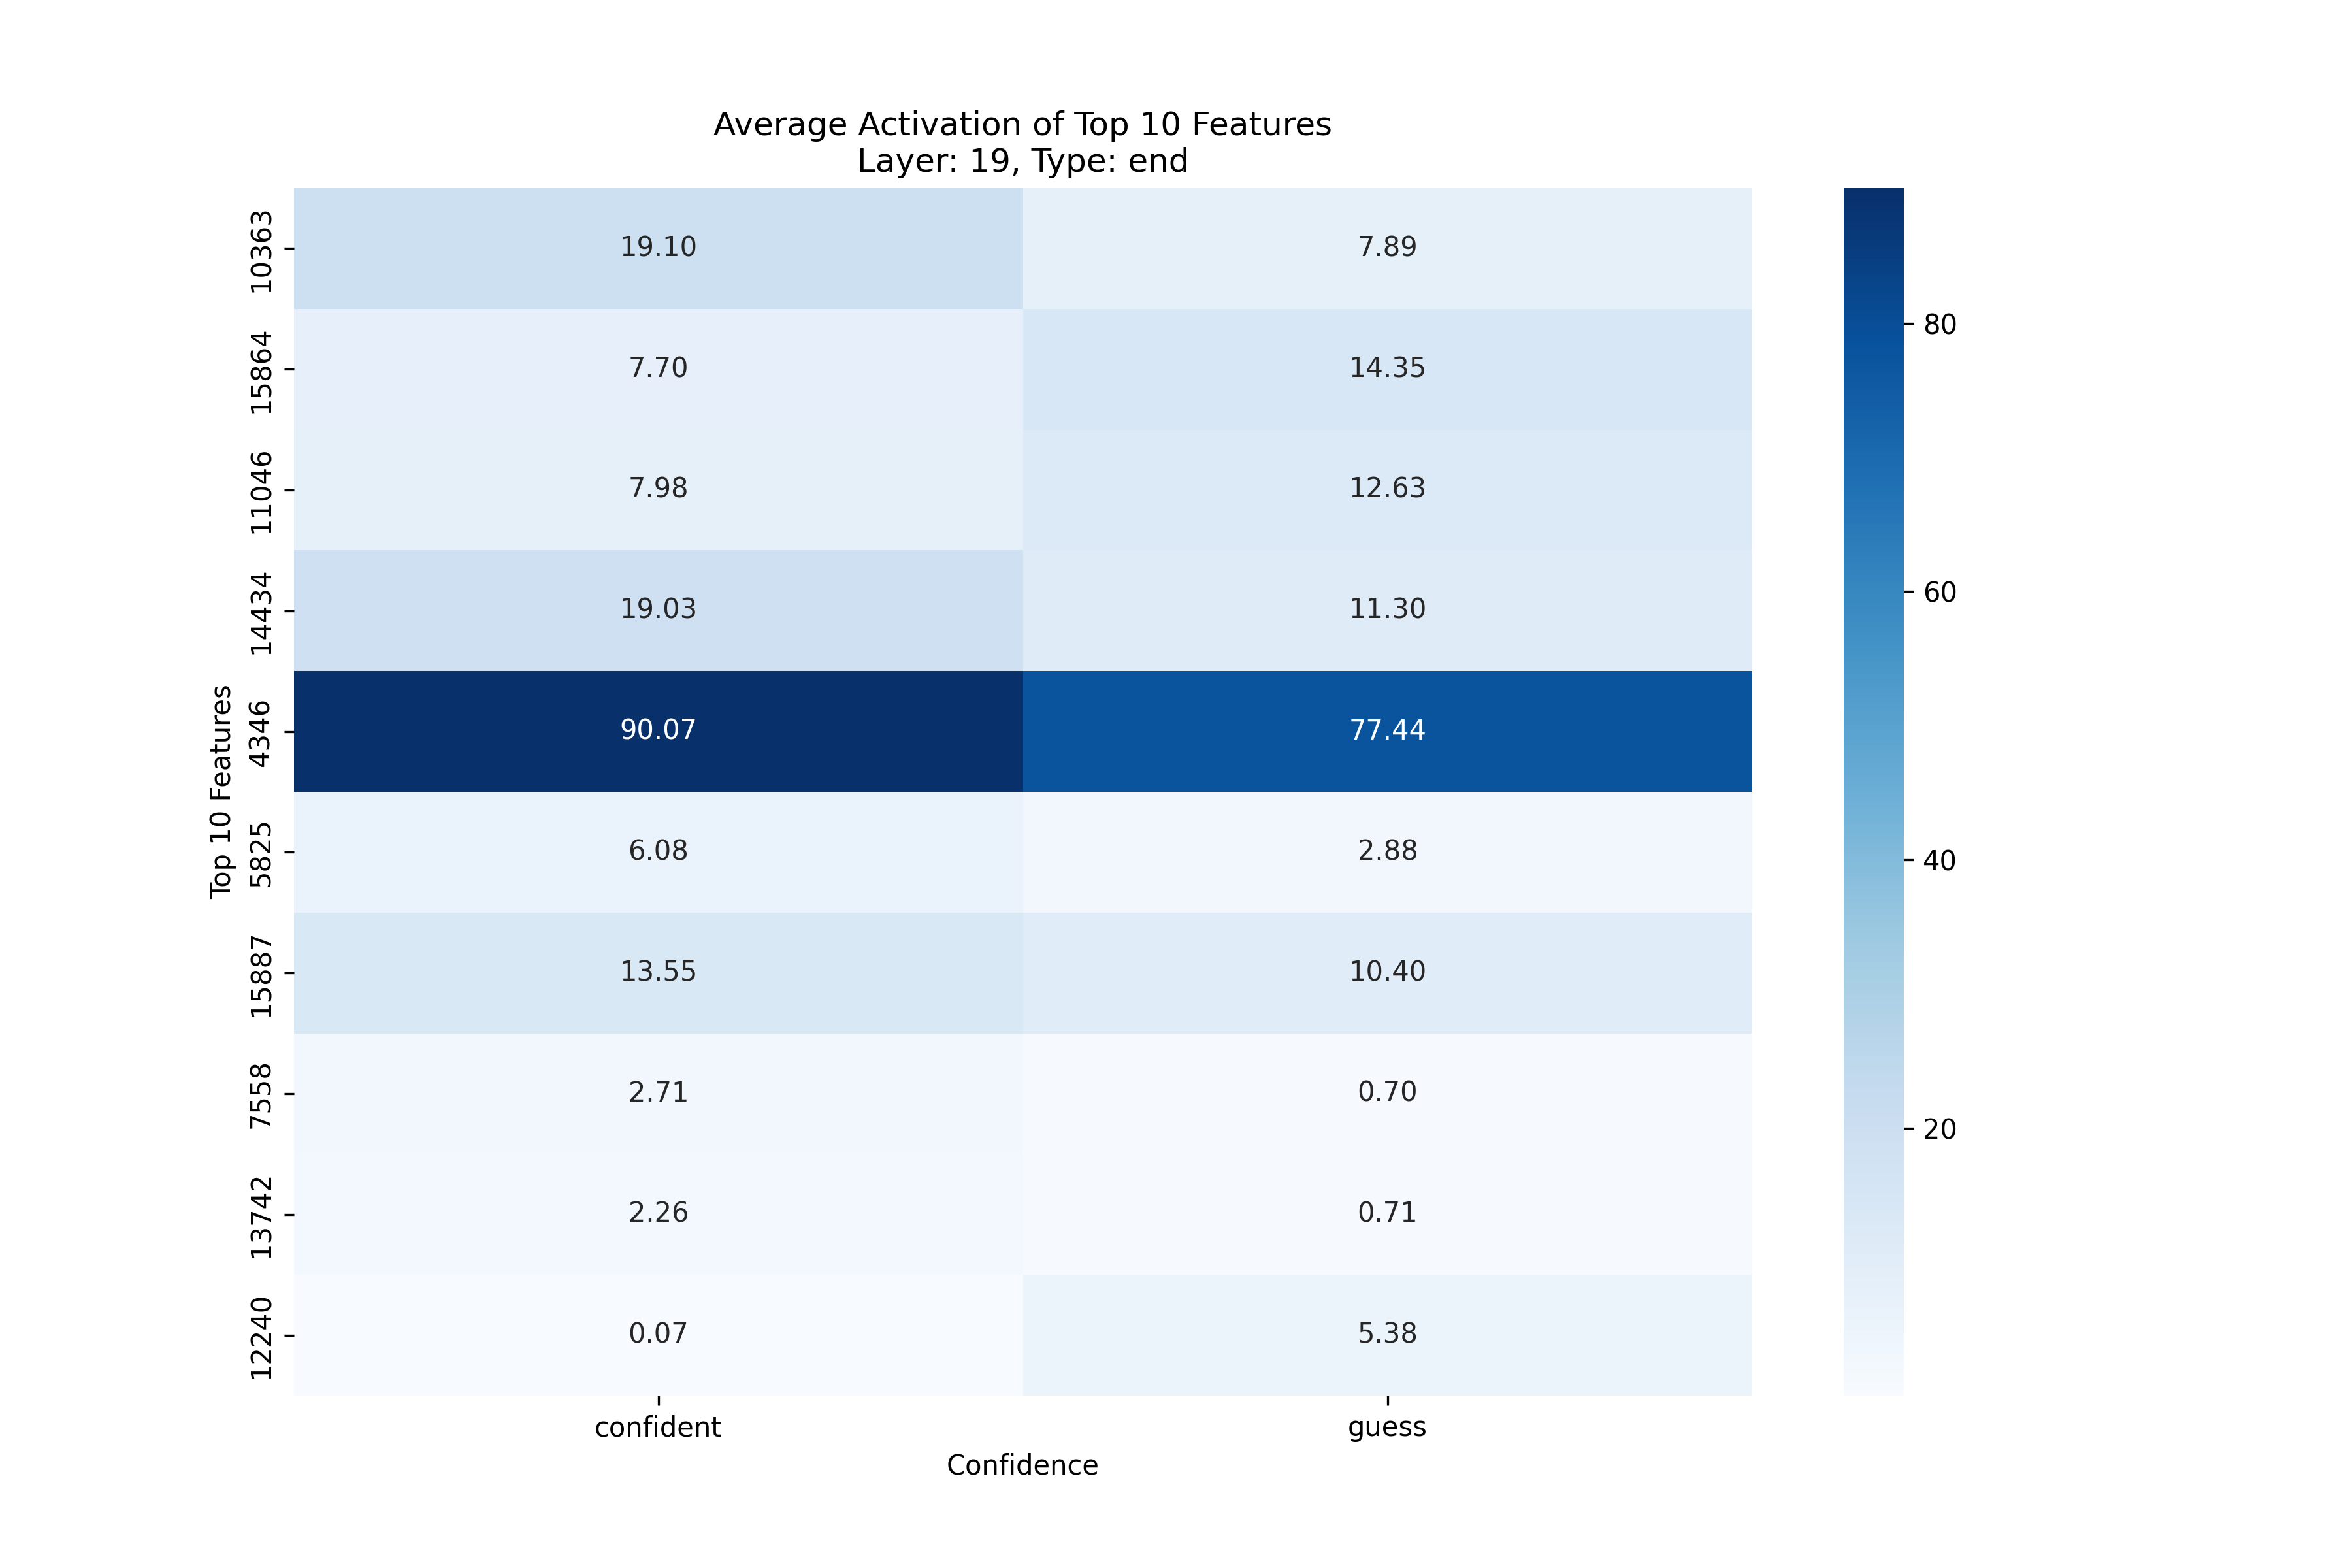 Average Activation of Top 10 Features
Layer: 19, Type: end
Top 10 Features
10363 19.10 7.89
15864 7.70 14.35
11046 7.98 12.63
14434 19.03 11.30
4346 90.07 77.44
5825 6.08 2.88
15887 13.55 10.40
7558 2.71 0.70
13742 2.26 0.71
12240 0.07 5.38
confident guess
Confidence
80
60
40
20